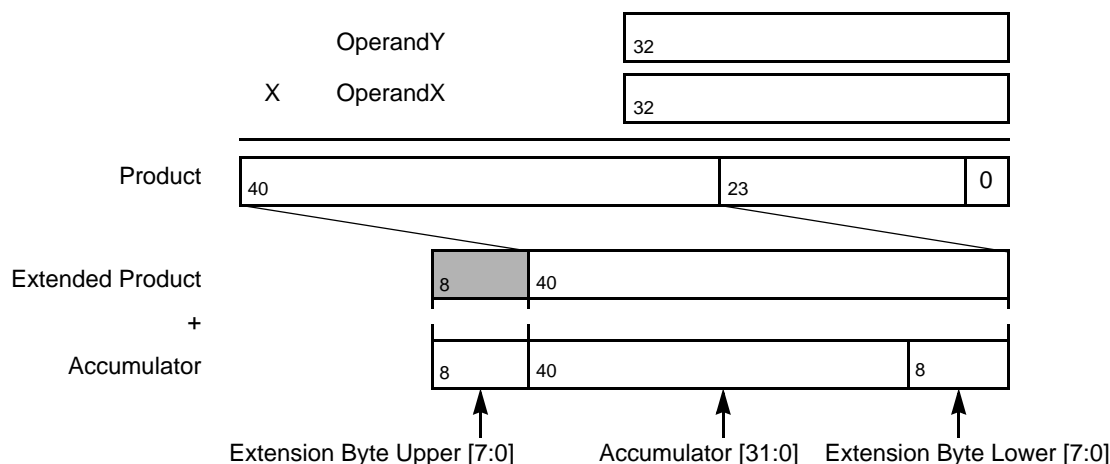 OperandY 32
X OperandX 32
Product 40 23 0
Extended Product 8 40
+
Accumulator 8 40 8
Extension Byte Upper [7:0] Accumulator [31:0] Extension Byte Lower [7:0]